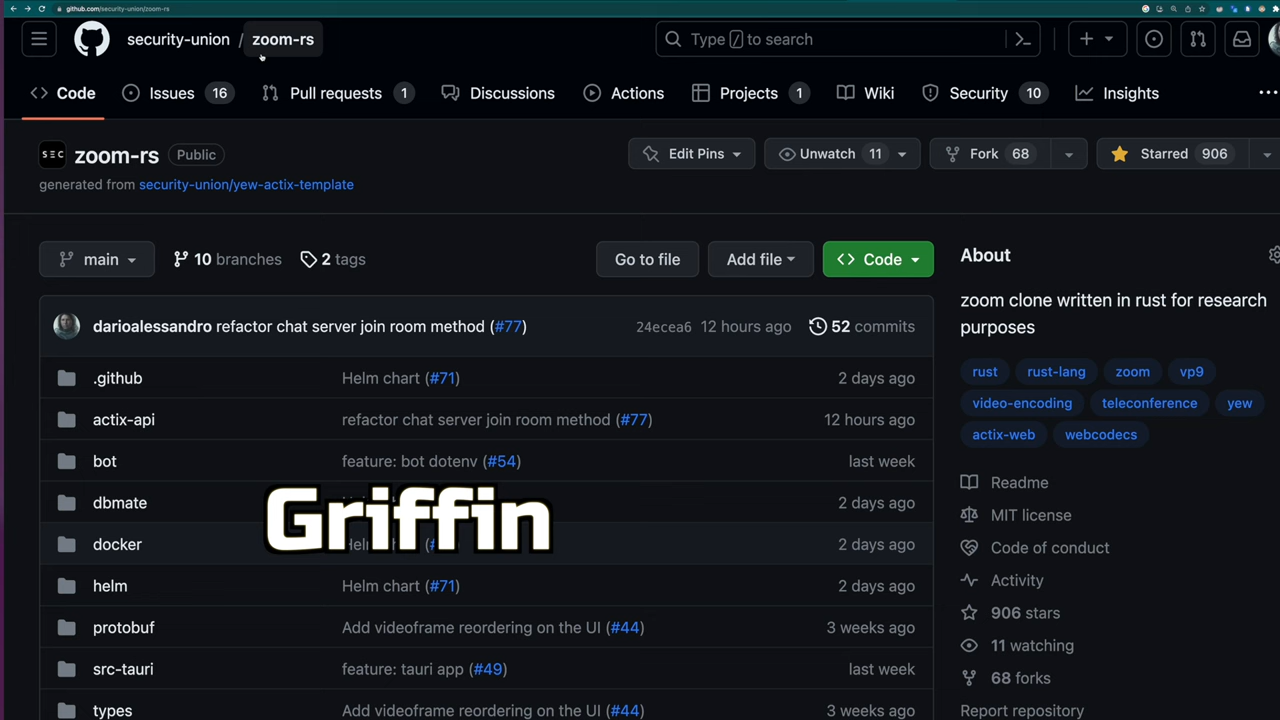 github.com/security-union/zoom-rs
security-union / zoom-rs
Type / to search
Code Issues 16 Pull requests 1 Discussions Actions Projects 1 Wiki Security 10 Insights
SEC zoom-rs Public Edit Pins Unwatch 11 Fork 68 Starred 906
generated from security-union/yew-actix-template
main 10 branches 2 tags Go to file Add file Code
darioalessandro refactor chat server join room method (#77) 24ecea6 12 hours ago 52 commits
.github Helm chart (#71) 2 days ago
actix-api refactor chat server join room method (#77) 12 hours ago
bot feature: bot dotenv (#54) last week
dbmate 2 days ago
docker 2 days ago
Griffin
helm Helm chart (#71) 2 days ago
protobuf Add videoframe reordering on the UI (#44) 3 weeks ago
src-tauri feature: tauri app (#49) last week
types Add videoframe reordering on the UI (#44) 3 weeks ago
About
zoom clone written in rust for research
purposes
rust rust-lang zoom vp9
video-encoding teleconference yew
actix-web webcodecs
Readme
MIT license
Code of conduct
Activity
906 stars
11 watching
68 forks
Report repository